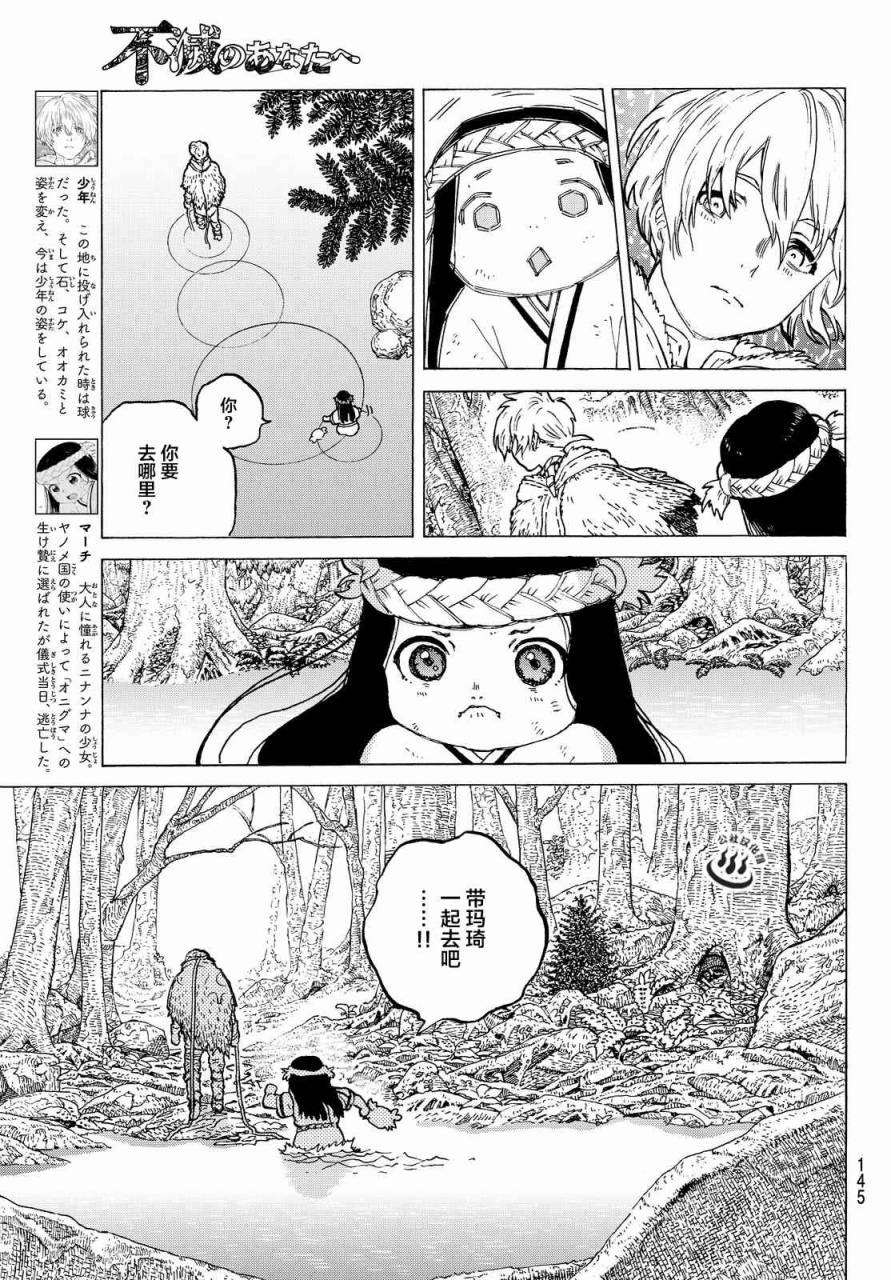 不滅のあなたへ
少年 この地に投げ入れられた時は球
だった。そして石、コケ、オオカミと
姿を変え、今は少年の姿をしている。
マーチ 大人に憧れるニナンナの少女。
ヤノメ国の使いによって「オニグマ」への
生け贄に選ばれたが儀式当日、逃亡した。
你?
你要
去哪里?
带玛琦
一起去吧
……!!
145